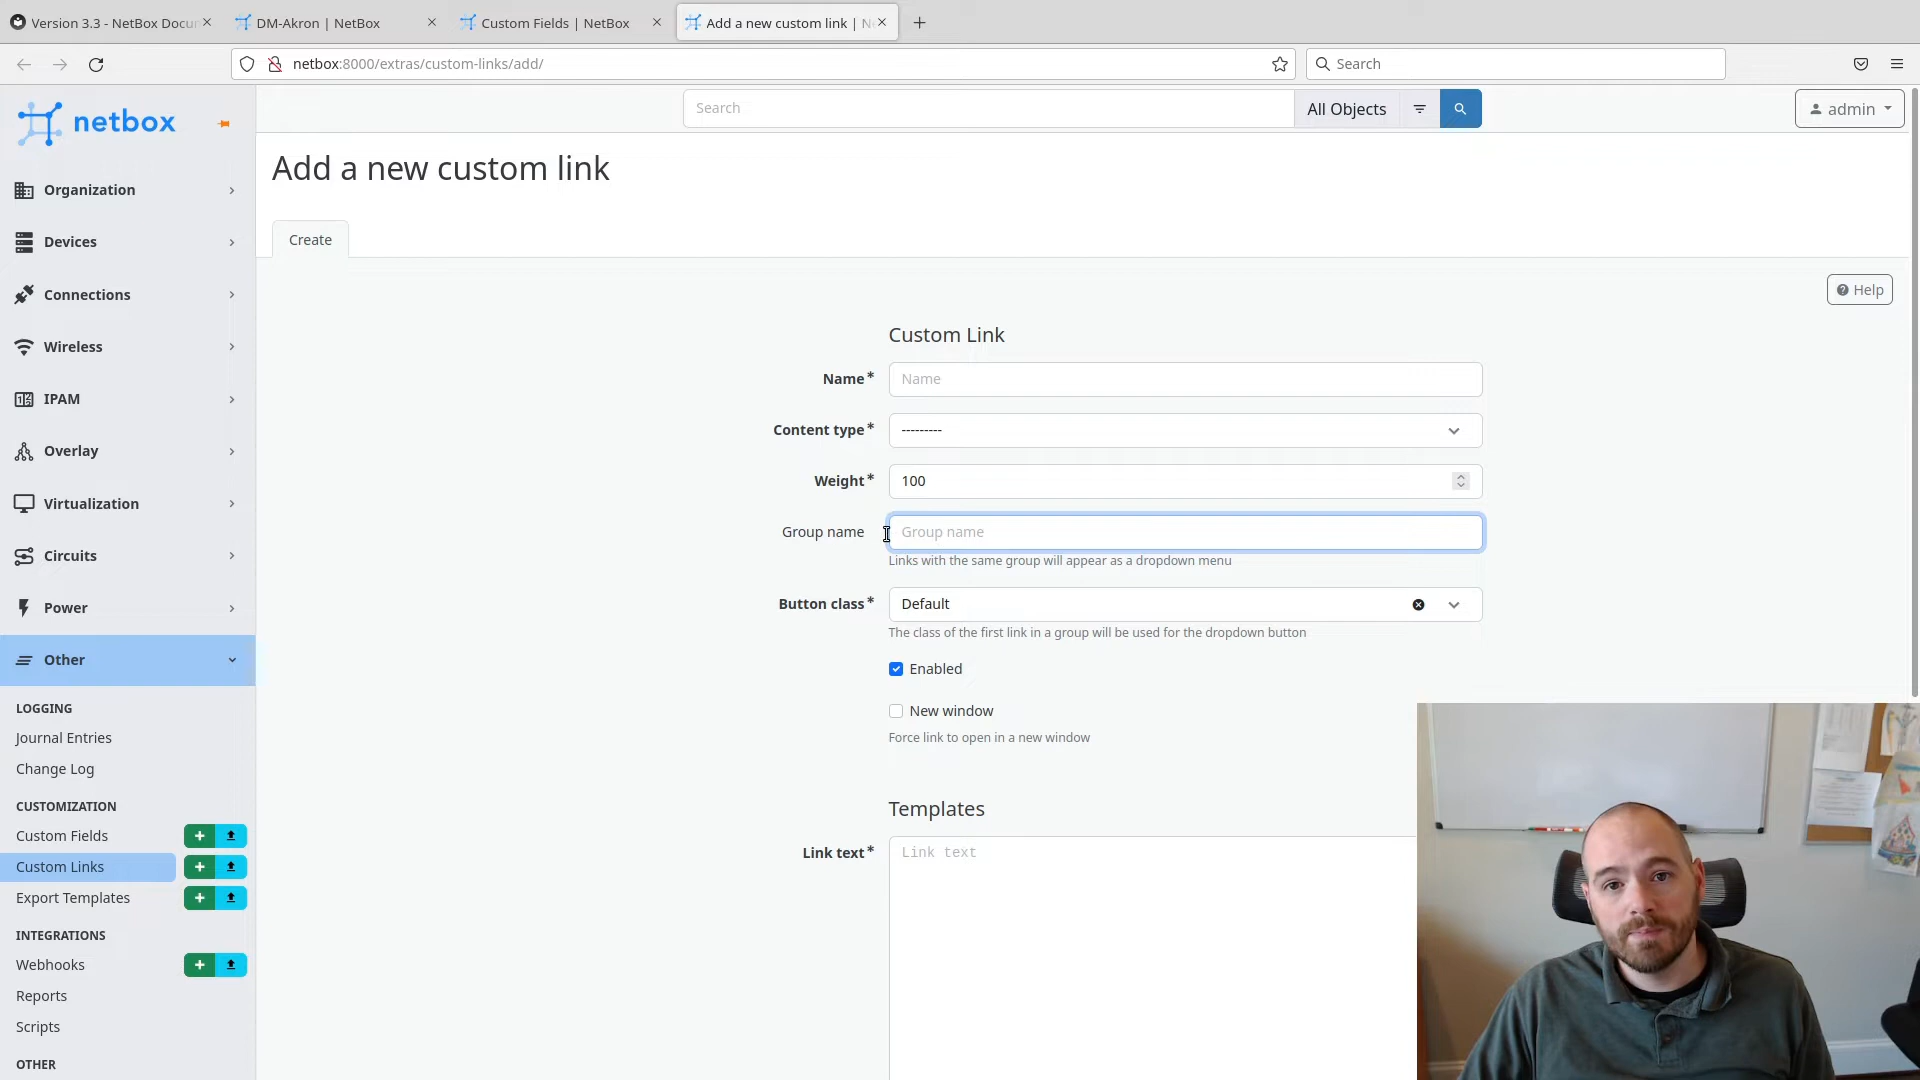 Version 3.3 - NetBox Docu
DM-Akron | NetBox
Custom Fields | NetBox
Add a new custom link | N
netbox:8000/extras/custom-links/add/
Search
netbox
Search
All Objects
admin
Add a new custom link
Create
Help
Organization
Devices
Connections
Wireless
IPAM
Overlay
Virtualization
Circuits
Power
Other
LOGGING
Journal Entries
Change Log
CUSTOMIZATION
Custom Fields
Custom Links
Export Templates
INTEGRATIONS
Webhooks
Reports
Scripts
OTHER
Custom Link
Name* Name
Content type* ---------
Weight* 100
Group name Group name
Links with the same group will appear as a dropdown menu
Button class* Default
The class of the first link in a group will be used for the dropdown button
Enabled
New window
Force link to open in a new window
Templates
Link text* Link text